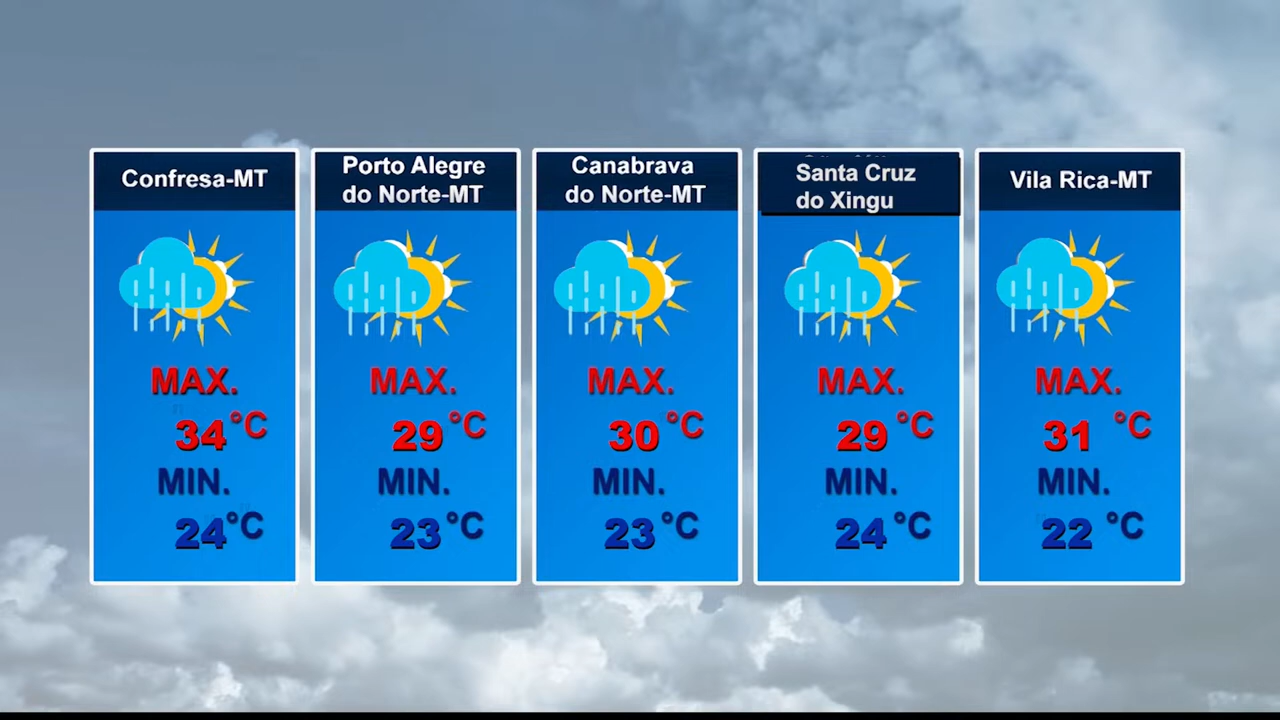 Confresa-MT
MAX.
34 °C
MIN.
24 °C
Porto Alegre
do Norte-MT
MAX.
29 °C
MIN.
23 °C
Canabrava
do Norte-MT
MAX.
30 °C
MIN.
23 °C
Santa Cruz
do Xingu
MAX.
29 °C
MIN.
24 °C
Vila Rica-MT
MAX.
31 °C
MIN.
22 °C